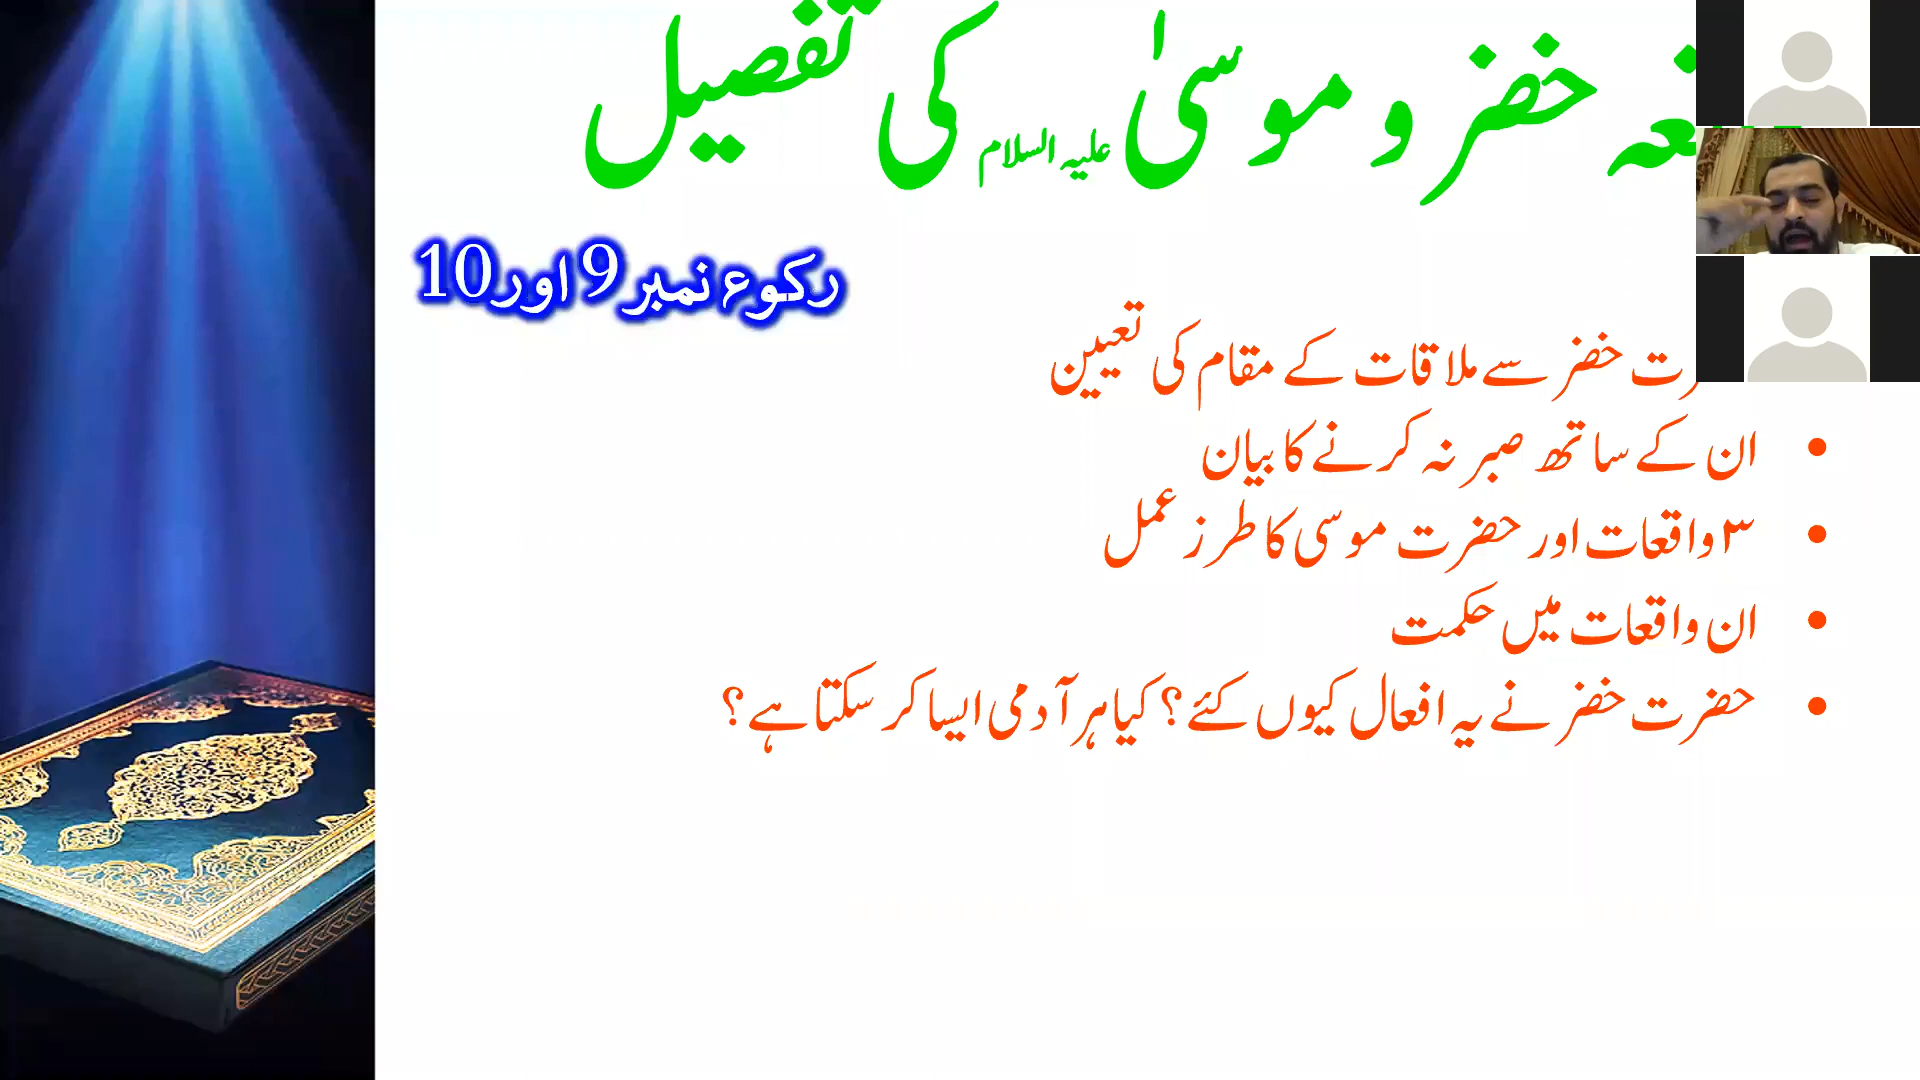 خضر و موسیٰ علیہ السلام کی تفصیل
رکوع نمبر 9 اور 10
خضر سے ملاقات کے مقام کی تعیین
• ان کے ساتھ صبر نہ کرنے کا بیان
• ۳ واقعات اور حضرت موسی کا طرز عمل
• ان واقعات میں حکمت
• حضرت خضر نے یہ افعال کیوں کئے؟ کیا ہر آدمی ایسا کر سکتا ہے؟